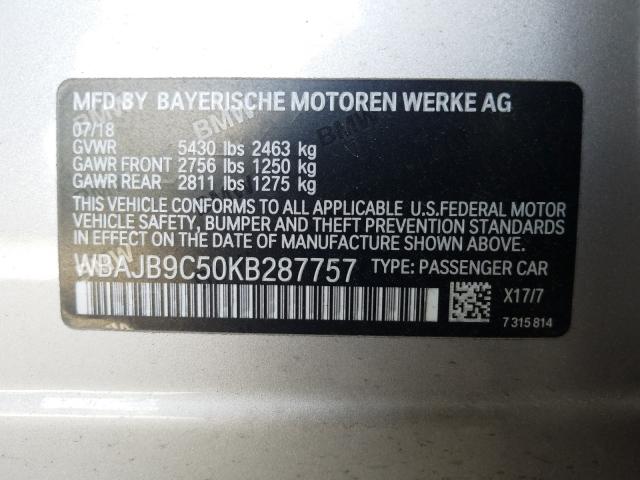 MFD BY BAYERISCHE MOTOREN WERKE AG
07/18
GVWR 5430 lbs 2463 kg
GAWR FRONT 2756 lbs 1250 kg
GAWR REAR 2811 lbs 1275 kg
THIS VEHICLE CONFORMS TO ALL APPLICABLE U.S.FEDERAL MOTOR
VEHICLE SAFETY, BUMPER AND THEFT PREVENTION STANDARDS
IN EFFECT ON THE DATE OF MANUFACTURE SHOWN ABOVE.
WBAJB9C50KB287757 TYPE: PASSENGER CAR
X17/7
7 315 814